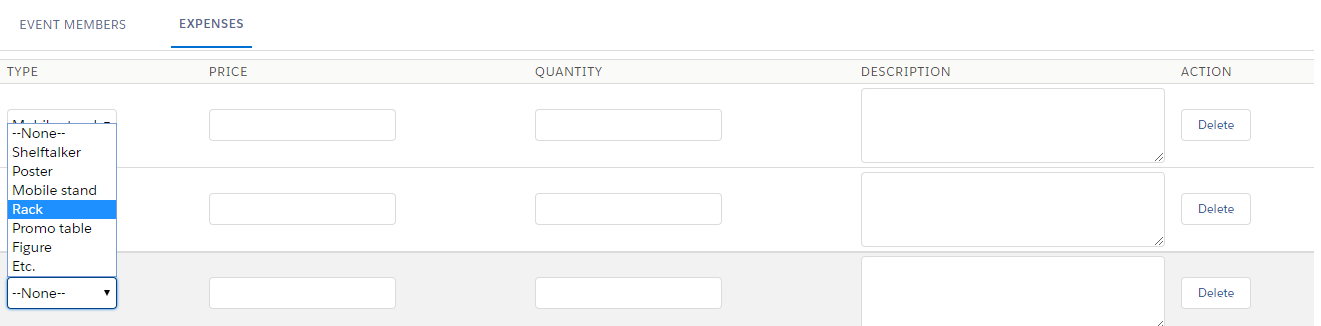 EVENT MEMBERS EXPENSES
TYPE PRICE QUANTITY DESCRIPTION ACTION
Delete
--None--
Shelftalker
Poster
Mobile stand
Rack
Delete
Promo table
Figure
Etc.
--None-- Delete